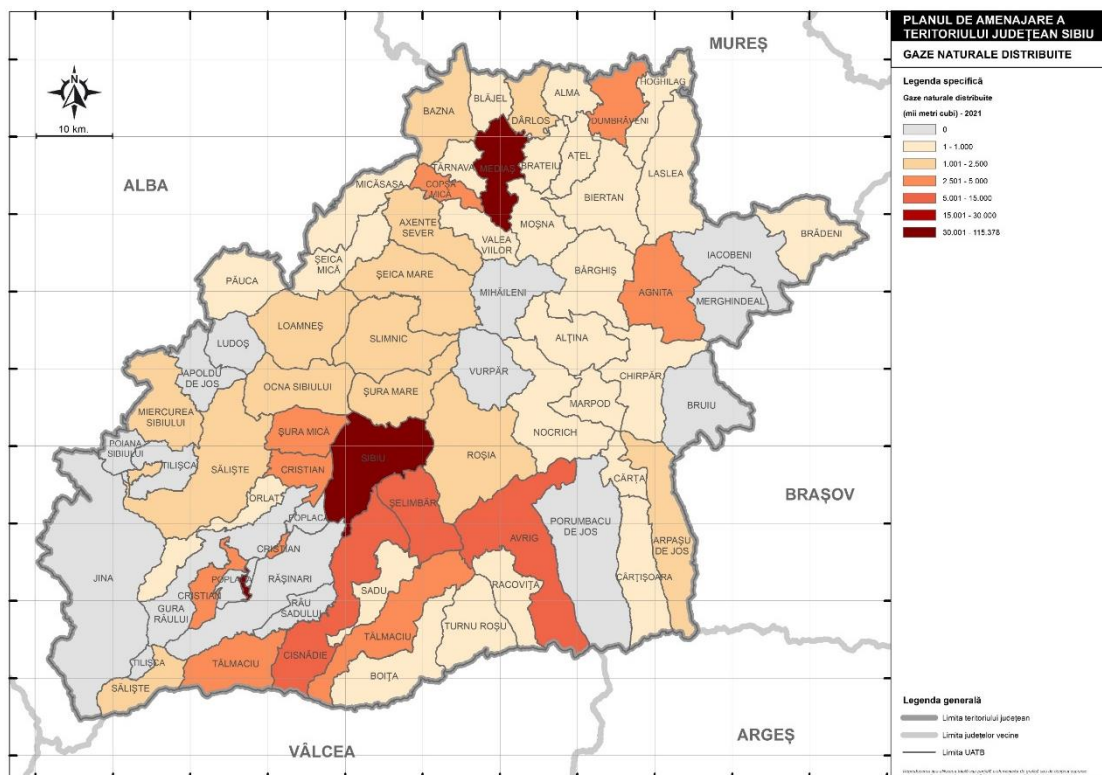 PLANUL DE AMENAJARE A
TERITORIULUI JUDEȚEAN SIBIU
GAZE NATURALE DISTRIBUITE
Legenda specifică
Gaze naturale distribuite
(mii metri cubi) - 2021
0
1 - 1.000
1.001 - 2.500
2.501 - 5.000
5.001 - 15.000
15.001 - 30.000
30.001 - 115.378
N
10 km.
MUREȘ
ALBA
BRAȘOV
ARGEȘ
VÂLCEA
HOGHILAG
BLĂJEL
ALMA
BAZNA
DÂRLOS
DUMBRĂVENI
TÂRNAVA
MEDIAȘ
BRATEIU
AȚEL
LASLEA
MICĂSASA
COPȘA
MICĂ
BIERTAN
AXENTE
SEVER
MOȘNA
VALEA
VIILOR
BRĂDENI
ȘEICA
MICĂ
IACOBENI
PĂUCA
ȘEICA MARE
BÂRGHIȘ
MIHĂILENI
AGNITA
MERGHINDEAL
LOAMNEȘ
LUDOȘ
SLIMNIC
ALȚINA
APOLDU
DE JOS
VURPĂR
CHIRPĂR
OCNA SIBIULUI
ȘURA MARE
MARPOD
BRUIU
MIERCUREA
SIBIULUI
ȘURA MICĂ
NOCRICH
POIANA
SIBIULUI
TILIȘCA
SĂLIȘTE
CRISTIAN
SIBIU
ROȘIA
ORLAT
ȘELIMBĂR
CÂRȚA
POPLACA
PORUMBACU
DE JOS
AVRIG
ARPAȘU
DE JOS
CRISTIAN
JINA
POPLACA
RĂȘINARI
CRISTIAN
SADU
RACOVIȚA
CÂRȚIȘOARA
GURA
RÂULUI
RÂU
SADULUI
TURNU ROȘU
TĂLMACIU
TILIȘCA
TĂLMACIU
CISNĂDIE
BOIȚA
SĂLIȘTE
Legenda generală
Limita teritoriului județean
Limita județelor vecine
Limita UATB